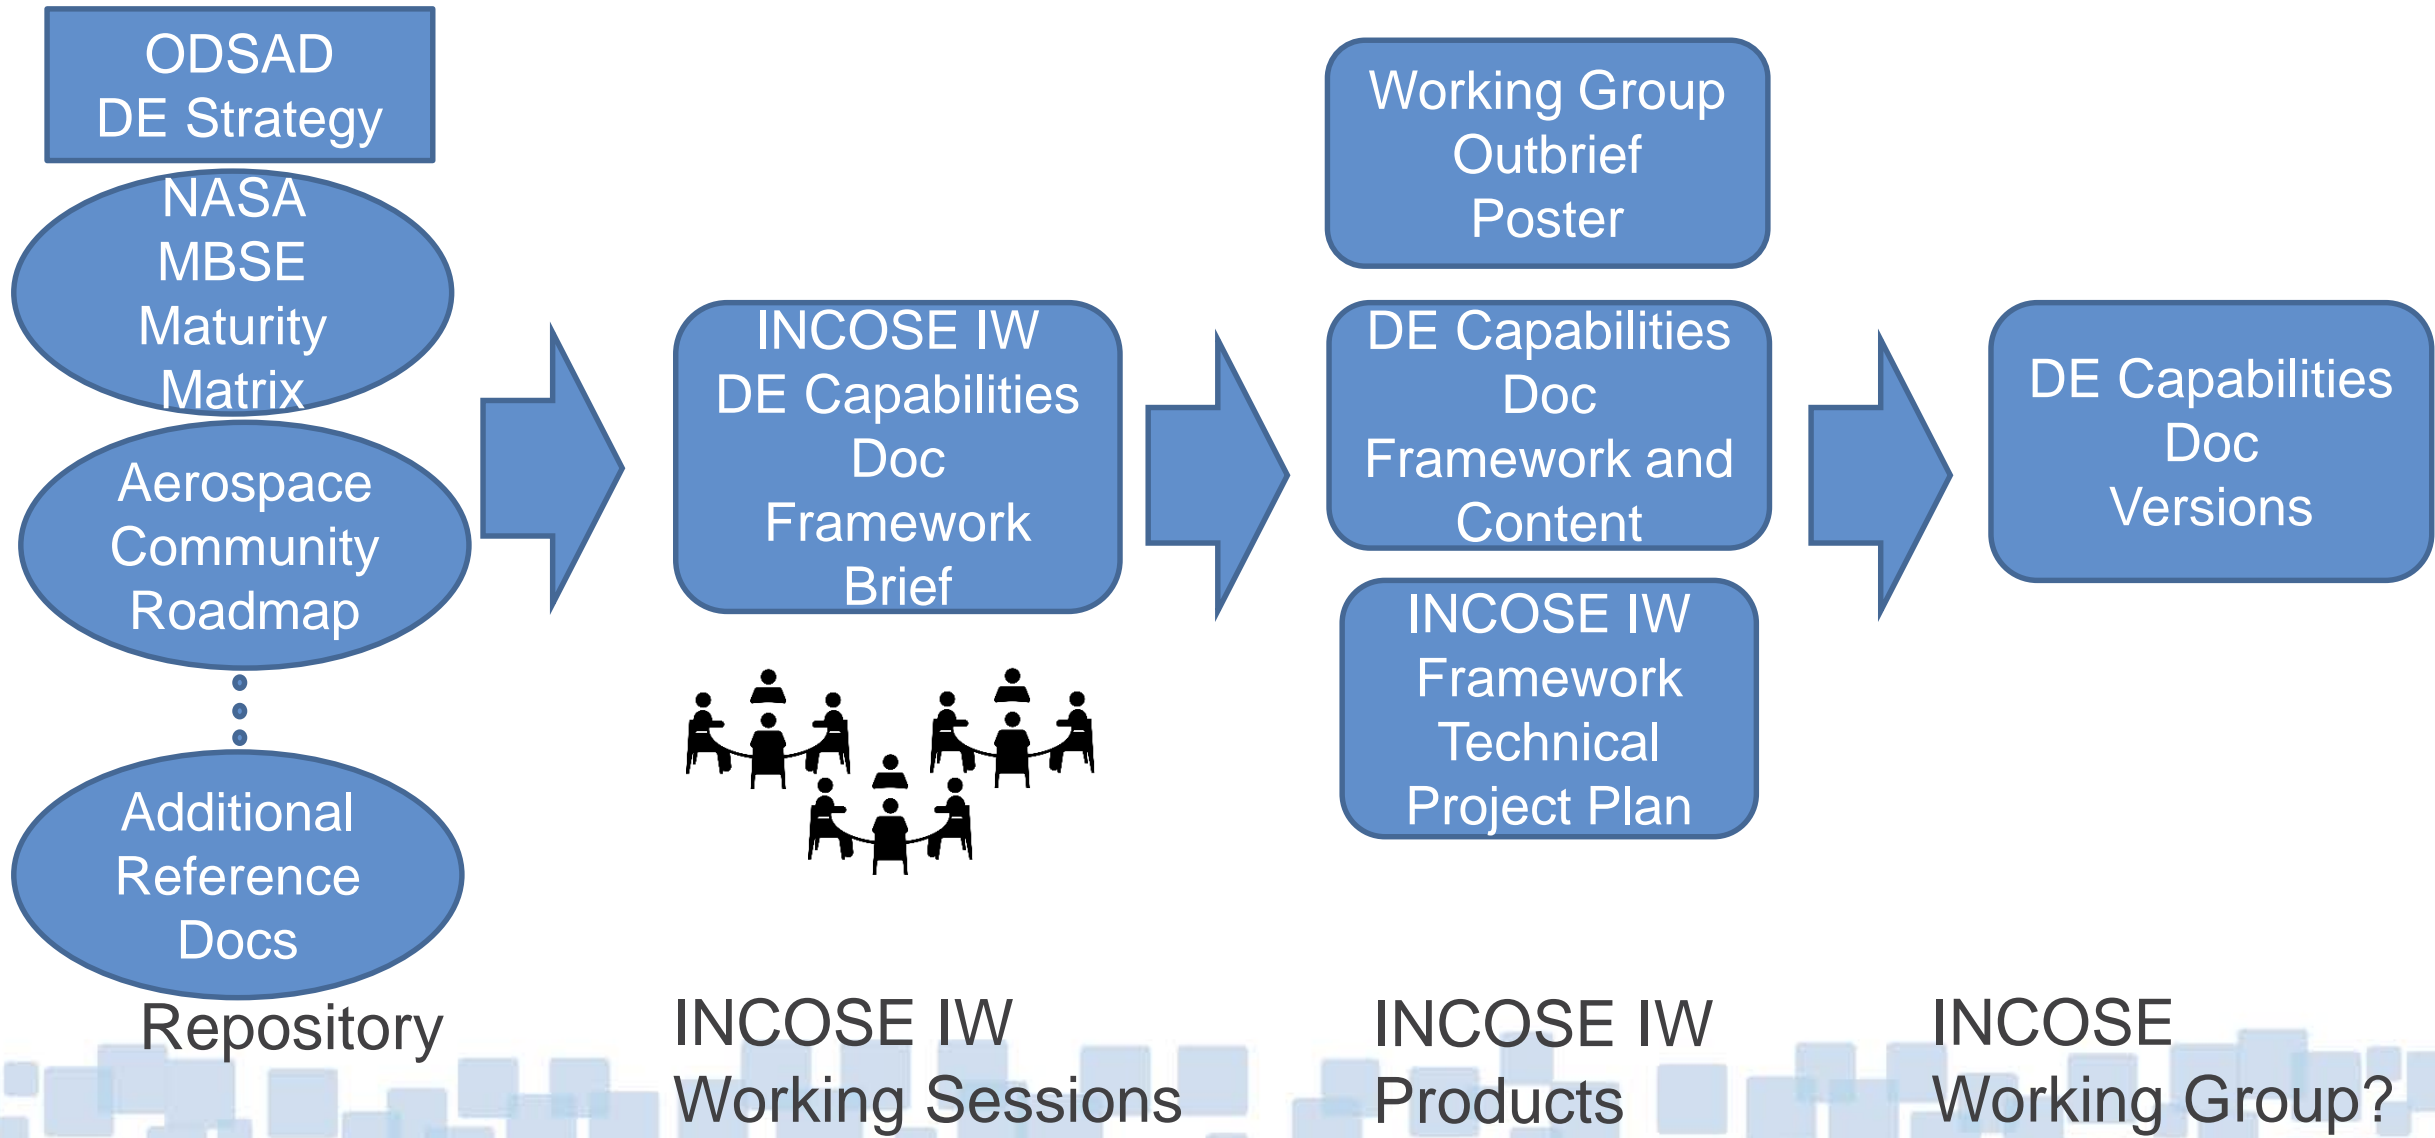 ODSAD
DE Strategy
NASA
MBSE
Maturity
Matrix
Aerospace
Community
Roadmap
Additional
Reference
Docs
Repository
INCOSE IW
DE Capabilities
Doc
Framework
Brief
INCOSE IW
Working Sessions
Working Group
Outbrief
Poster
DE Capabilities
Doc
Framework and
Content
INCOSE IW
Framework
Technical
Project Plan
INCOSE IW
Products
DE Capabilities
Doc
Versions
INCOSE
Working Group?